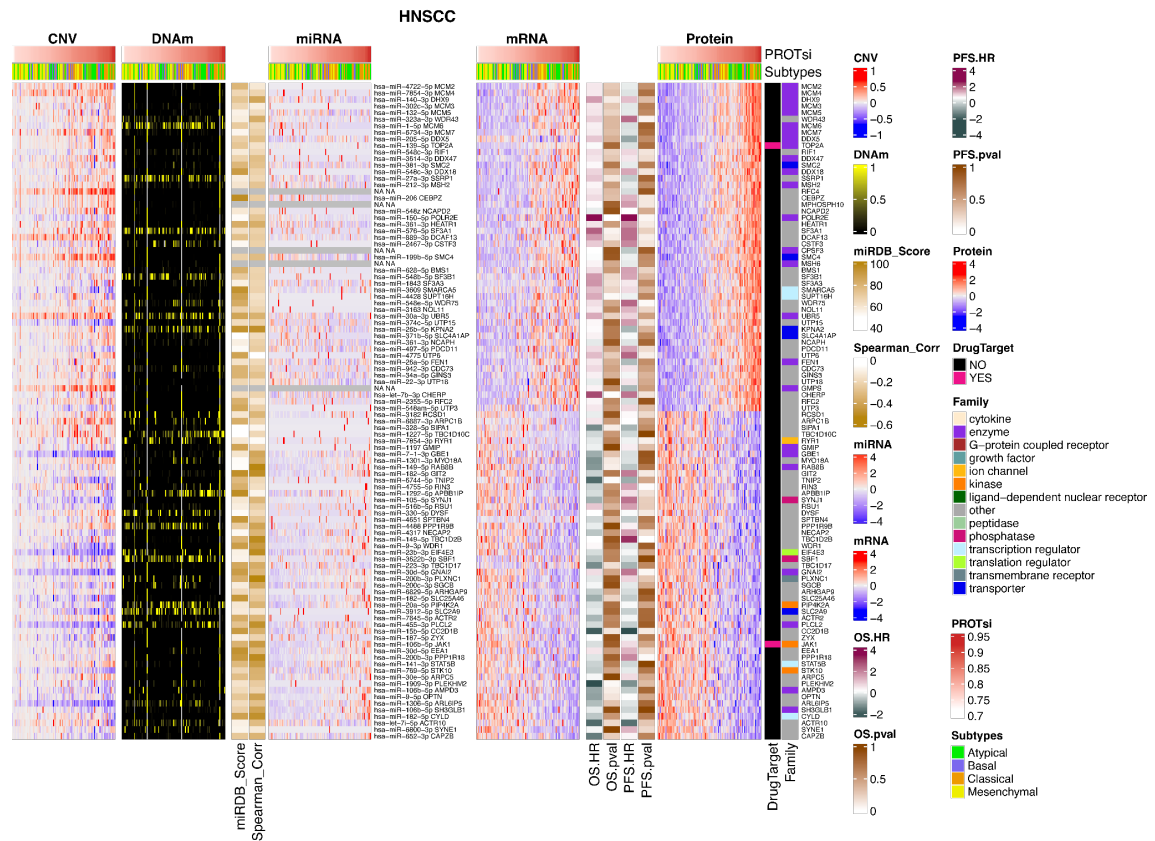 HNSCC
CNV DNAm miRNA mRNA Protein
PROTsi
Subtypes
hsa−miR−4722−5p MCM2
hsa−miR−7854−3p MCM4
hsa−miR−140−3p DHX9
hsa−miR−302c−3p MCM3
hsa−miR−132−5p MCM5
hsa−miR−323a−3p WDR43
hsa−miR−1−5p MCM6
hsa−miR−6734−3p MCM7
hsa−miR−205−5p DDX5
hsa−miR−139−5p TOP2A
hsa−miR−548c−3p RIF1
hsa−miR−3614−3p DDX47
hsa−miR−381−3p SMC2
hsa−miR−548c−3p DDX18
hsa−miR−27a−3p SSRP1
hsa−miR−212−3p MSH2
NA NA
hsa−miR−206 CEBPZ
NA NA
hsa−miR−548z NCAPD2
hsa−miR−150−5p POLR2E
hsa−miR−361−3p HEATR1
hsa−miR−576−5p SF3A1
hsa−miR−889−3p DCAF13
hsa−miR−2467−3p CSTF3
NA NA
hsa−miR−199b−5p SMC4
NA NA
hsa−miR−628−5p BMS1
hsa−miR−548b−5p SF3B1
hsa−miR−1843 SF3A3
hsa−miR−3609 SMARCA5
hsa−miR−4428 SUPT16H
hsa−miR−548e−5p WDR75
hsa−miR−3163 NOL11
hsa−miR−30a−3p UBR5
hsa−miR−374c−5p UTP15
hsa−miR−26b−5p KPNA2
hsa−miR−371b−5p SLC4A1AP
hsa−miR−361−3p NCAPH
hsa−miR−497−5p PDCD11
hsa−miR−4775 UTP6
hsa−miR−26a−5p FEN1
hsa−miR−942−3p CDC73
hsa−miR−34a−5p GINS3
hsa−miR−22−3p UTP18
NA NA
hsa−let−7b−3p CHERP
hsa−miR−2355−5p RFC2
hsa−miR−548am−5p UTP3
hsa−miR−3182 RCSD1
hsa−miR−6887−3p ARPC1B
hsa−miR−328−5p SIPA1
hsa−miR−1227−5p TBC1D10C
hsa−miR−7854−3p RYR1
hsa−miR−1197 GMIP
hsa−miR−7−1−3p GBE1
hsa−miR−1301−3p MYO18A
hsa−miR−149−5p RAB8B
hsa−miR−182−5p GIT2
hsa−miR−6744−5p TNIP2
hsa−miR−4755−5p RIN3
hsa−miR−1292−5p APBB1IP
hsa−miR−105−5p SYNJ1
hsa−miR−516b−5p RSU1
hsa−miR−330−5p DYSF
hsa−miR−4651 SPTBN4
hsa−miR−4488 PPP1R9B
hsa−miR−4317 NECAP2
hsa−miR−149−5p TBC1D2B
hsa−miR−9−3p WDR1
hsa−miR−23b−3p EIF4E3
hsa−miR−3622b−3p SBF1
hsa−miR−223−3p TBC1D17
hsa−miR−30d−5p GNAI2
hsa−miR−200b−3p PLXNC1
hsa−miR−200c−3p SGCB
hsa−miR−6829−5p ARHGAP9
hsa−miR−182−5p SLC25A46
hsa−miR−20a−5p PIP4K2A
hsa−miR−3912−5p SLC2A9
hsa−miR−7845−5p ACTR2
hsa−miR−455−3p PLCL2
hsa−miR−15b−5p CC2D1B
hsa−miR−187−5p ZYX
hsa−miR−106b−5p JAK1
hsa−miR−30d−5p EEA1
hsa−miR−200b−3p PPP1R18
hsa−miR−141−3p STAT5B
hsa−miR−769−5p STK10
hsa−miR−30e−5p ARPC5
hsa−miR−1909−3p PLEKHM2
hsa−miR−106b−5p AMPD3
hsa−miR−9−5p OPTN
hsa−miR−1306−5p ARL6IP5
hsa−miR−106b−5p SH3GLB1
hsa−miR−182−5p CYLD
hsa−let−7i−5p ACTR10
hsa−miR−6800−3p SYNE1
hsa−miR−652−3p CAPZB
MCM2
MCM4
DHX9
MCM3
MCM5
WDR43
MCM6
MCM7
DDX5
TOP2A
RIF1
DDX47
SMC2
DDX18
SSRP1
MSH2
RFC4
CEBPZ
MPHOSPH10
NCAPD2
POLR2E
HEATR1
SF3A1
DCAF13
CSTF3
CPSF3
SMC4
MSH6
BMS1
SF3B1
SF3A3
SMARCA5
SUPT16H
WDR75
NOL11
UBR5
UTP15
KPNA2
SLC4A1AP
NCAPH
PDCD11
UTP6
FEN1
CDC73
GINS3
UTP18
GMPS
CHERP
RFC2
UTP3
RCSD1
ARPC1B
SIPA1
TBC1D10C
RYR1
GMIP
GBE1
MYO18A
RAB8B
GIT2
TNIP2
RIN3
APBB1IP
SYNJ1
RSU1
DYSF
SPTBN4
PPP1R9B
NECAP2
TBC1D2B
WDR1
EIF4E3
SBF1
TBC1D17
GNAI2
PLXNC1
SGCB
ARHGAP9
SLC25A46
PIP4K2A
SLC2A9
ACTR2
PLCL2
CC2D1B
ZYX
JAK1
EEA1
PPP1R18
STAT5B
STK10
ARPC5
PLEKHM2
AMPD3
OPTN
ARL6IP5
SH3GLB1
CYLD
ACTR10
SYNE1
CAPZB
miRDB_Score
Spearman_Corr
OS.HR
OS.pval
PFS.HR
PFS.pval
DrugTarget
Family
CNV
1
0.5
0
−0.5
−1
DNAm
1
0.5
0
miRDB_Score
100
80
60
40
Spearman_Corr
0
−0.2
−0.4
−0.6
miRNA
4
2
0
−2
−4
mRNA
4
2
0
−2
−4
OS.HR
4
2
0
−2
OS.pval
1
0.5
0
PFS.HR
4
2
0
2
4
PFS.pval
1
0.5
0
Protein
4
2
0
−2
−4
DrugTarget
NO
YES
Family
cytokine
enzyme
G−protein coupled receptor
growth factor
ion channel
kinase
ligand−dependent nuclear receptor
other
peptidase
phosphatase
transcription regulator
translation regulator
transmembrane receptor
transporter
PROTsi
0.95
0.9
0.85
0.8
0.75
0.7
Subtypes
Atypical
Basal
Classical
Mesenchymal